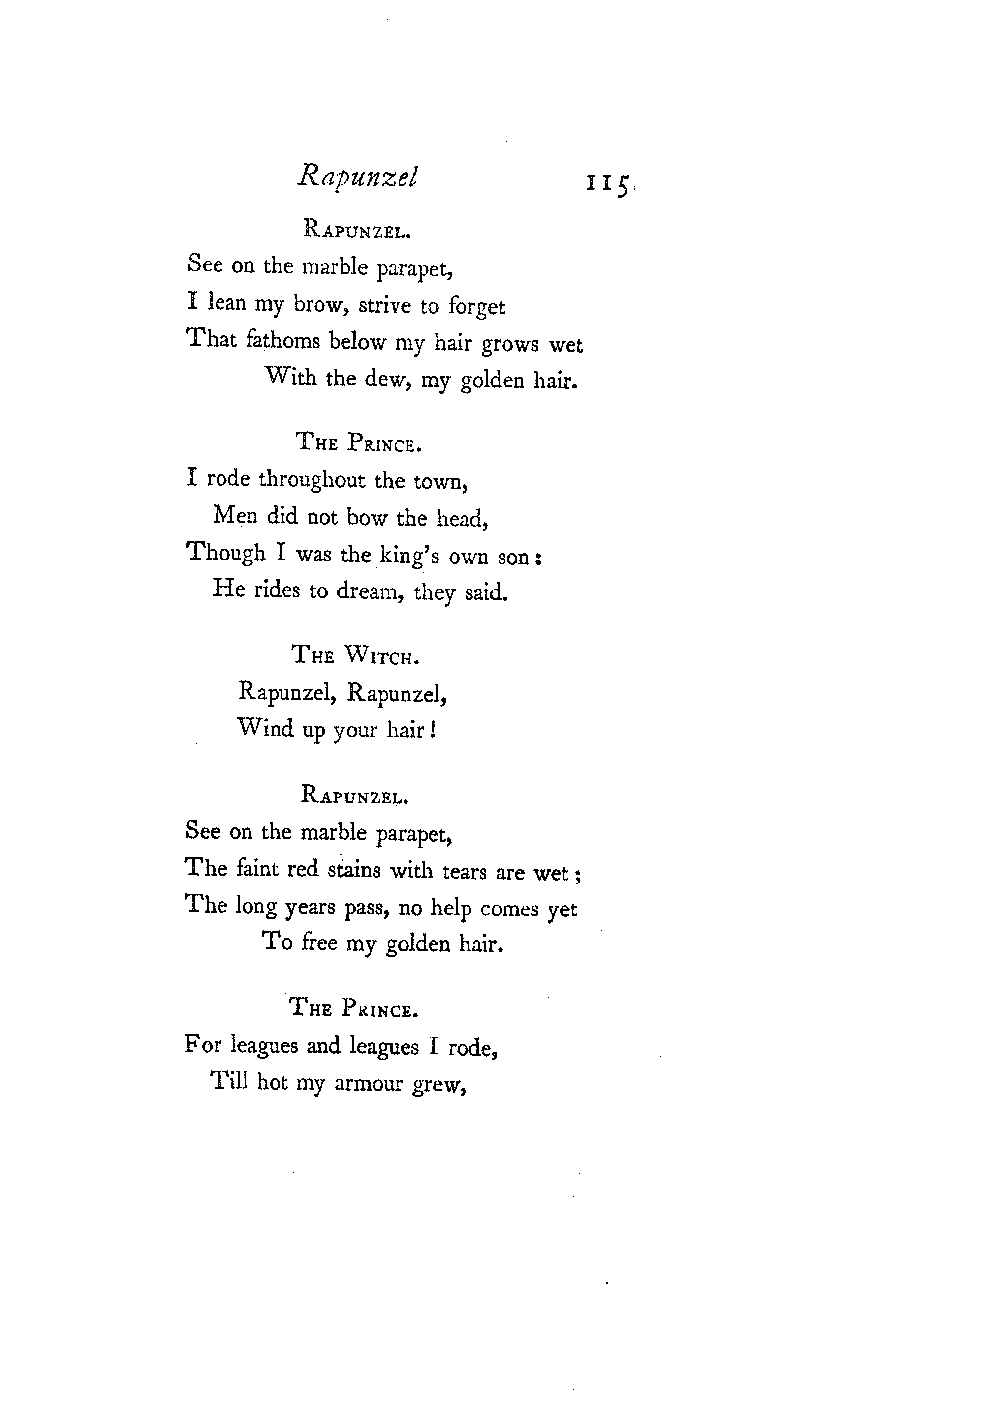 Rapunzel 115
RAPUNZEL.
See on the marble parapet,
I lean my brow, strive to forget
That fathoms below my hair grows wet
With the dew, my golden hair.
THE PRINCE.
I rode throughout the town,
Men did not bow the head,
Though I was the king's own son:
He rides to dream, they said.
THE WITCH.
Rapunzel, Rapunzel,
Wind up your hair!
RAPUNZEL.
See on the marble parapet,
The faint red stains with tears are wet;
The long years pass, no help comes yet
To free my golden hair.
THE PRINCE.
For leagues and leagues I rode,
Till hot my armour grew,